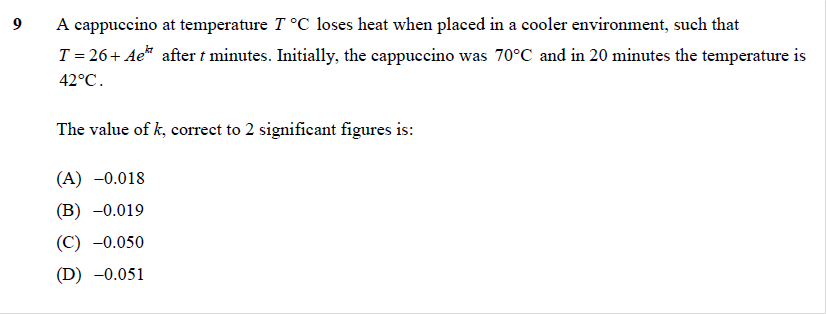 9 A cappuccino at temperature T °C loses heat when placed in a cooler environment, such that
T = 26 + Ae^{kt} after t minutes. Initially, the cappuccino was 70°C and in 20 minutes the temperature is
42°C.
The value of k, correct to 2 significant figures is:
(A) −0.018
(B) −0.019
(C) −0.050
(D) −0.051